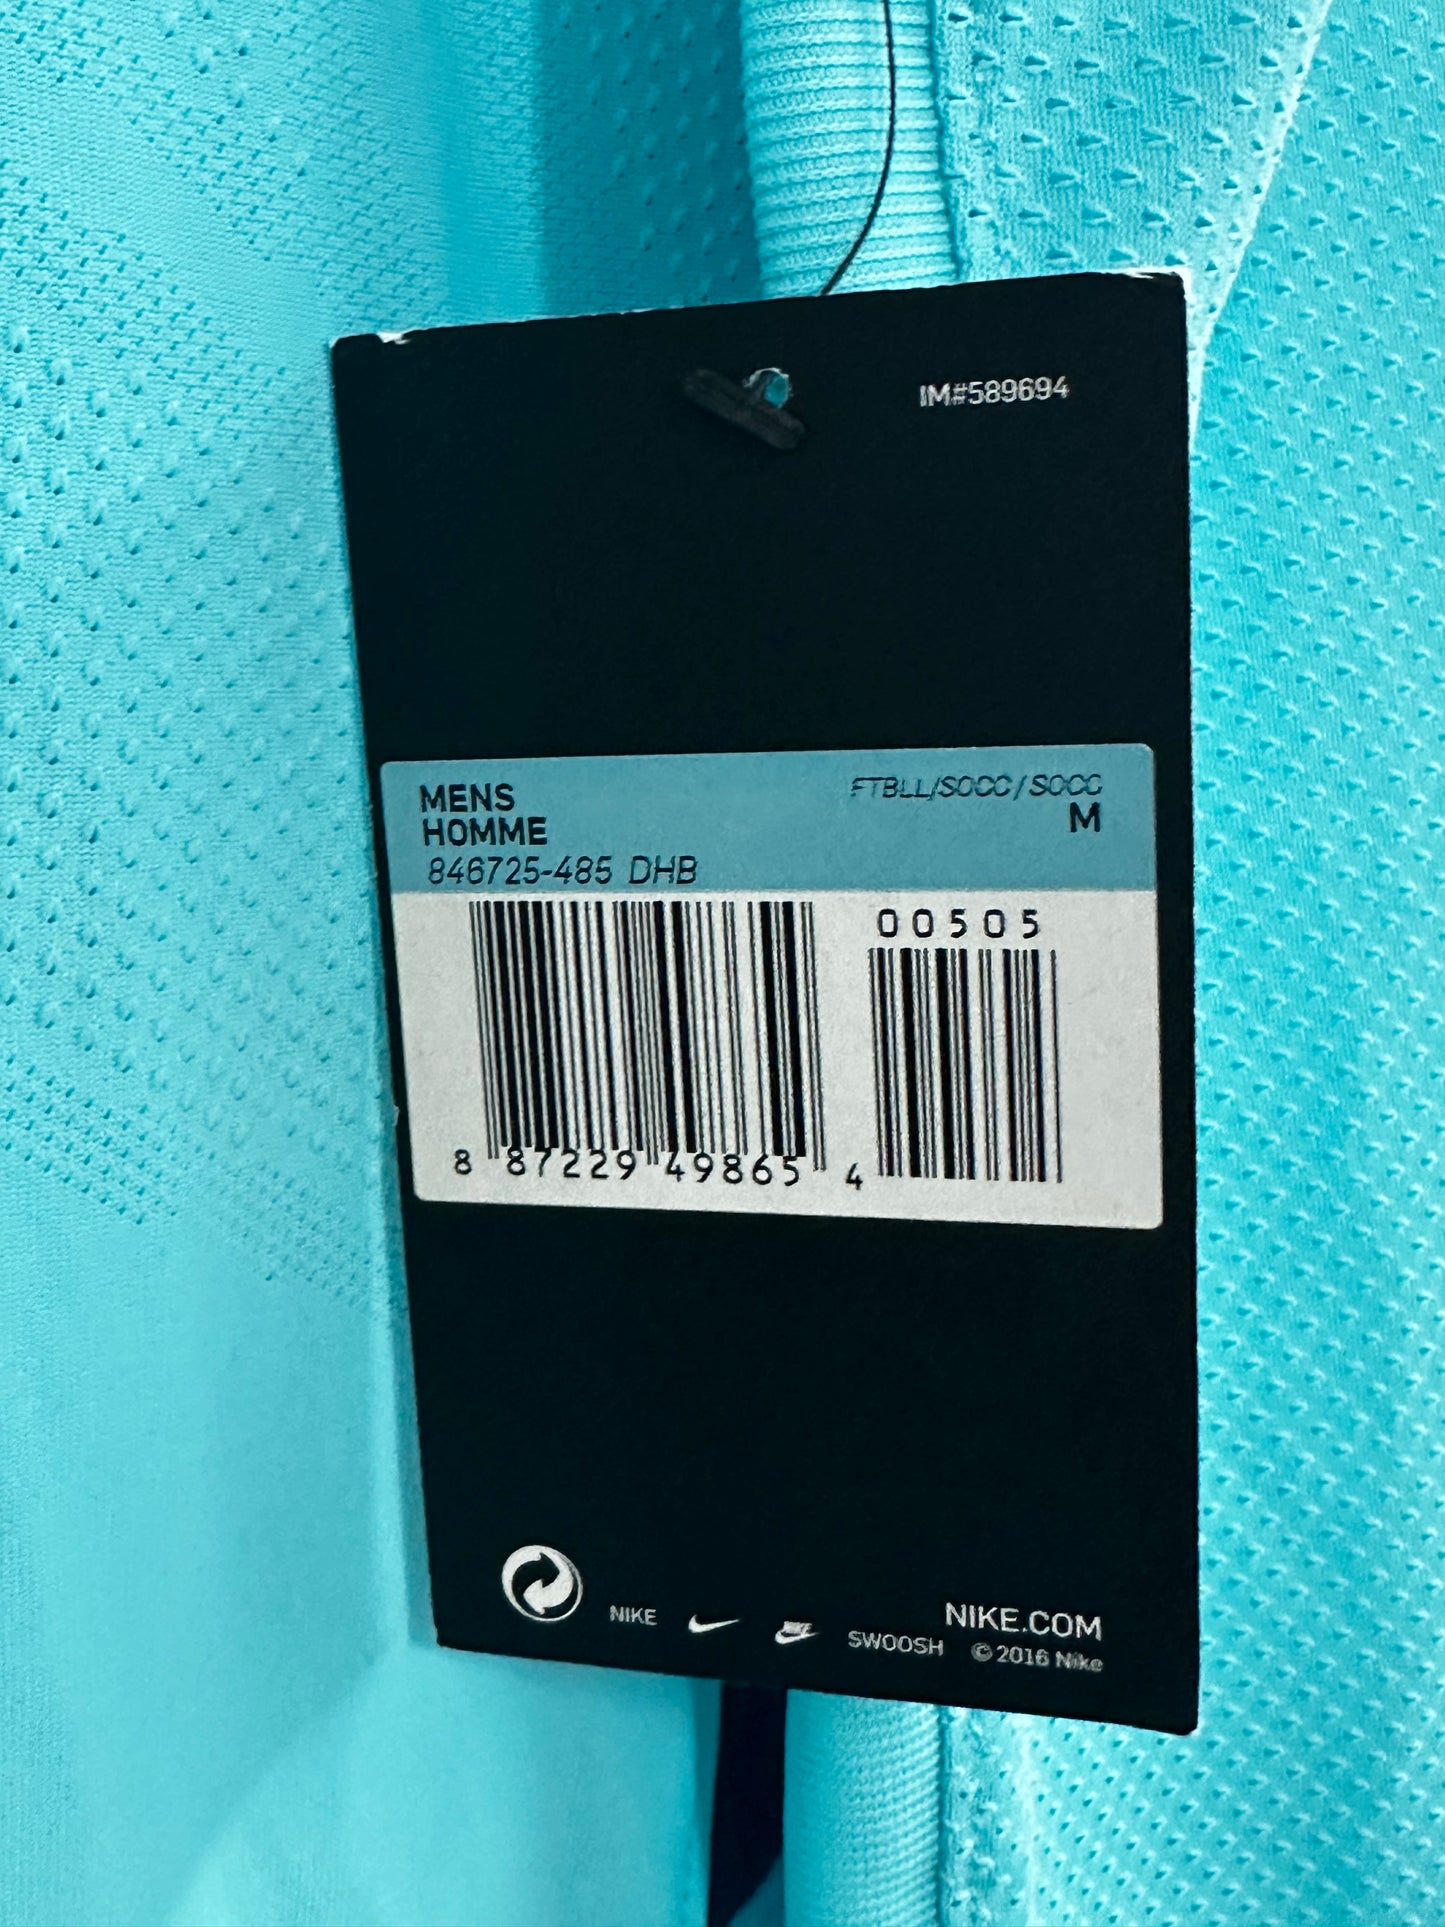 IM#589694
MENS
HOMME
846725-485 DHB
FTBLL/SOCC/SOCC
M
00505
8 87229 49865 4
NIKE
NIKE
SWOOSH
NIKE.COM
© 2016 Nike